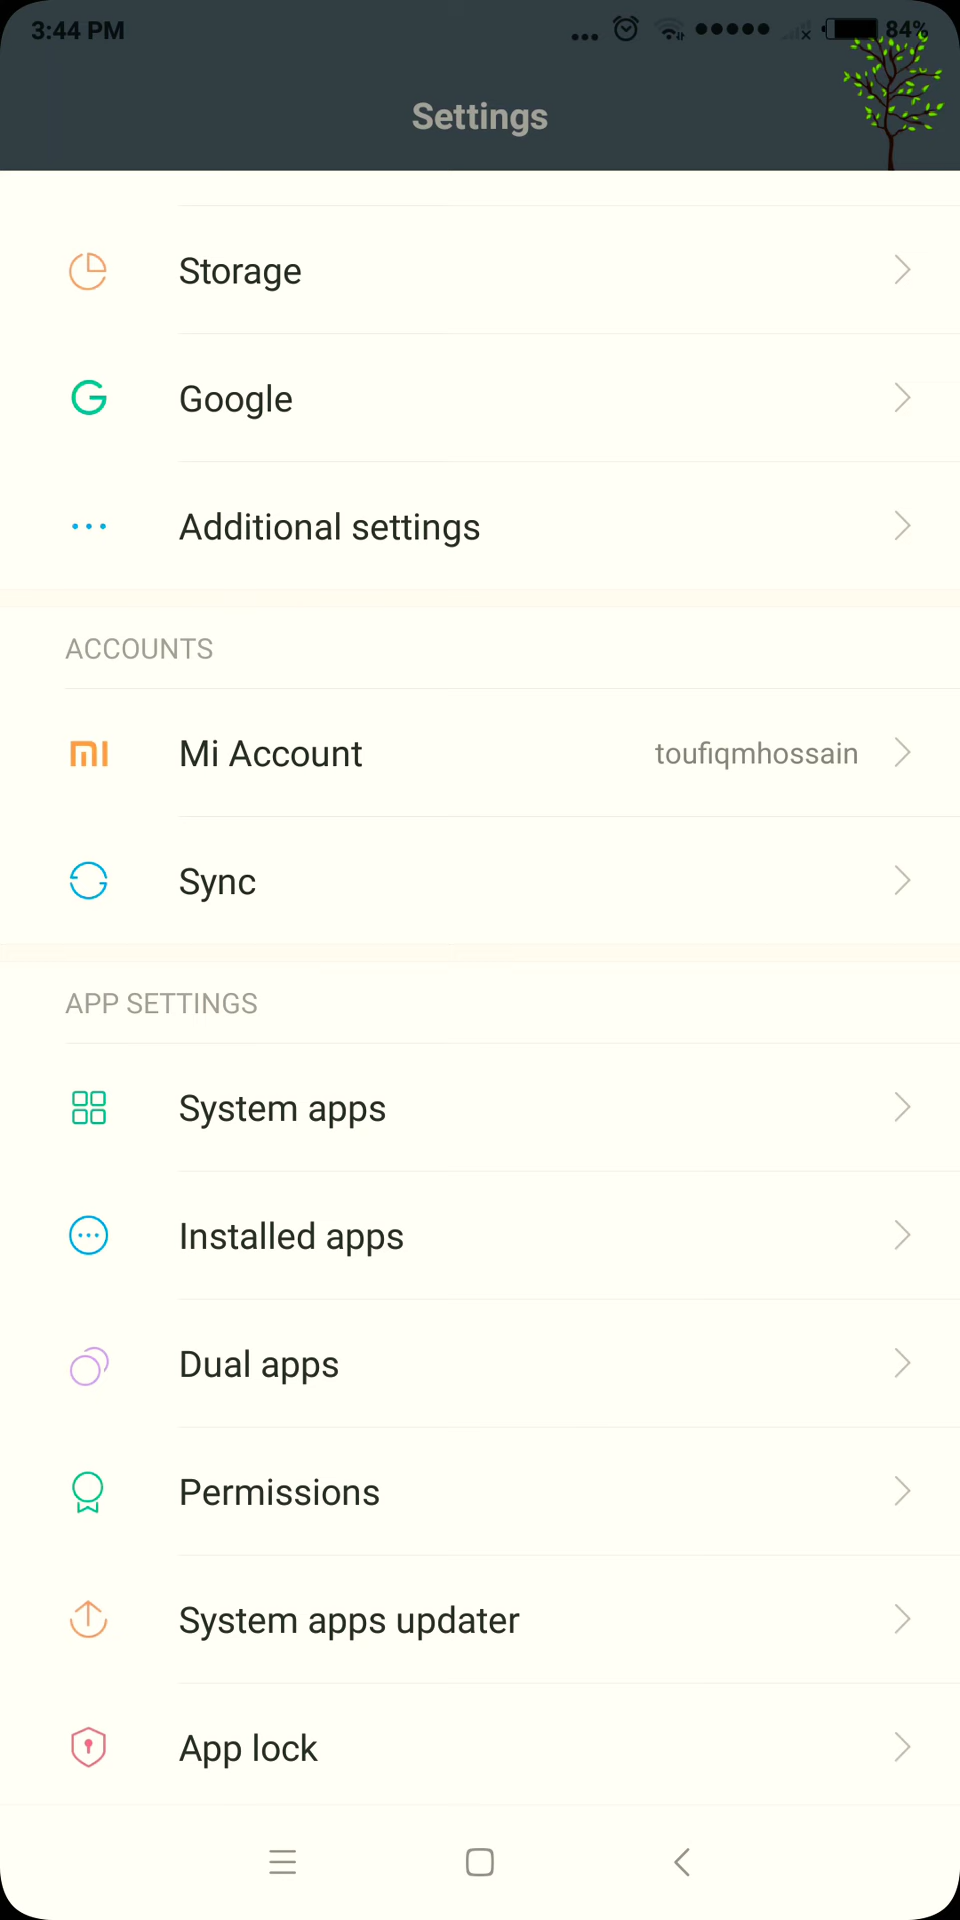 3:44 PM
84%
Settings
Storage
Google
Additional settings
ACCOUNTS
Mi Account toufiqmhossain
Sync
APP SETTINGS
System apps
Installed apps
Dual apps
Permissions
System apps updater
App lock